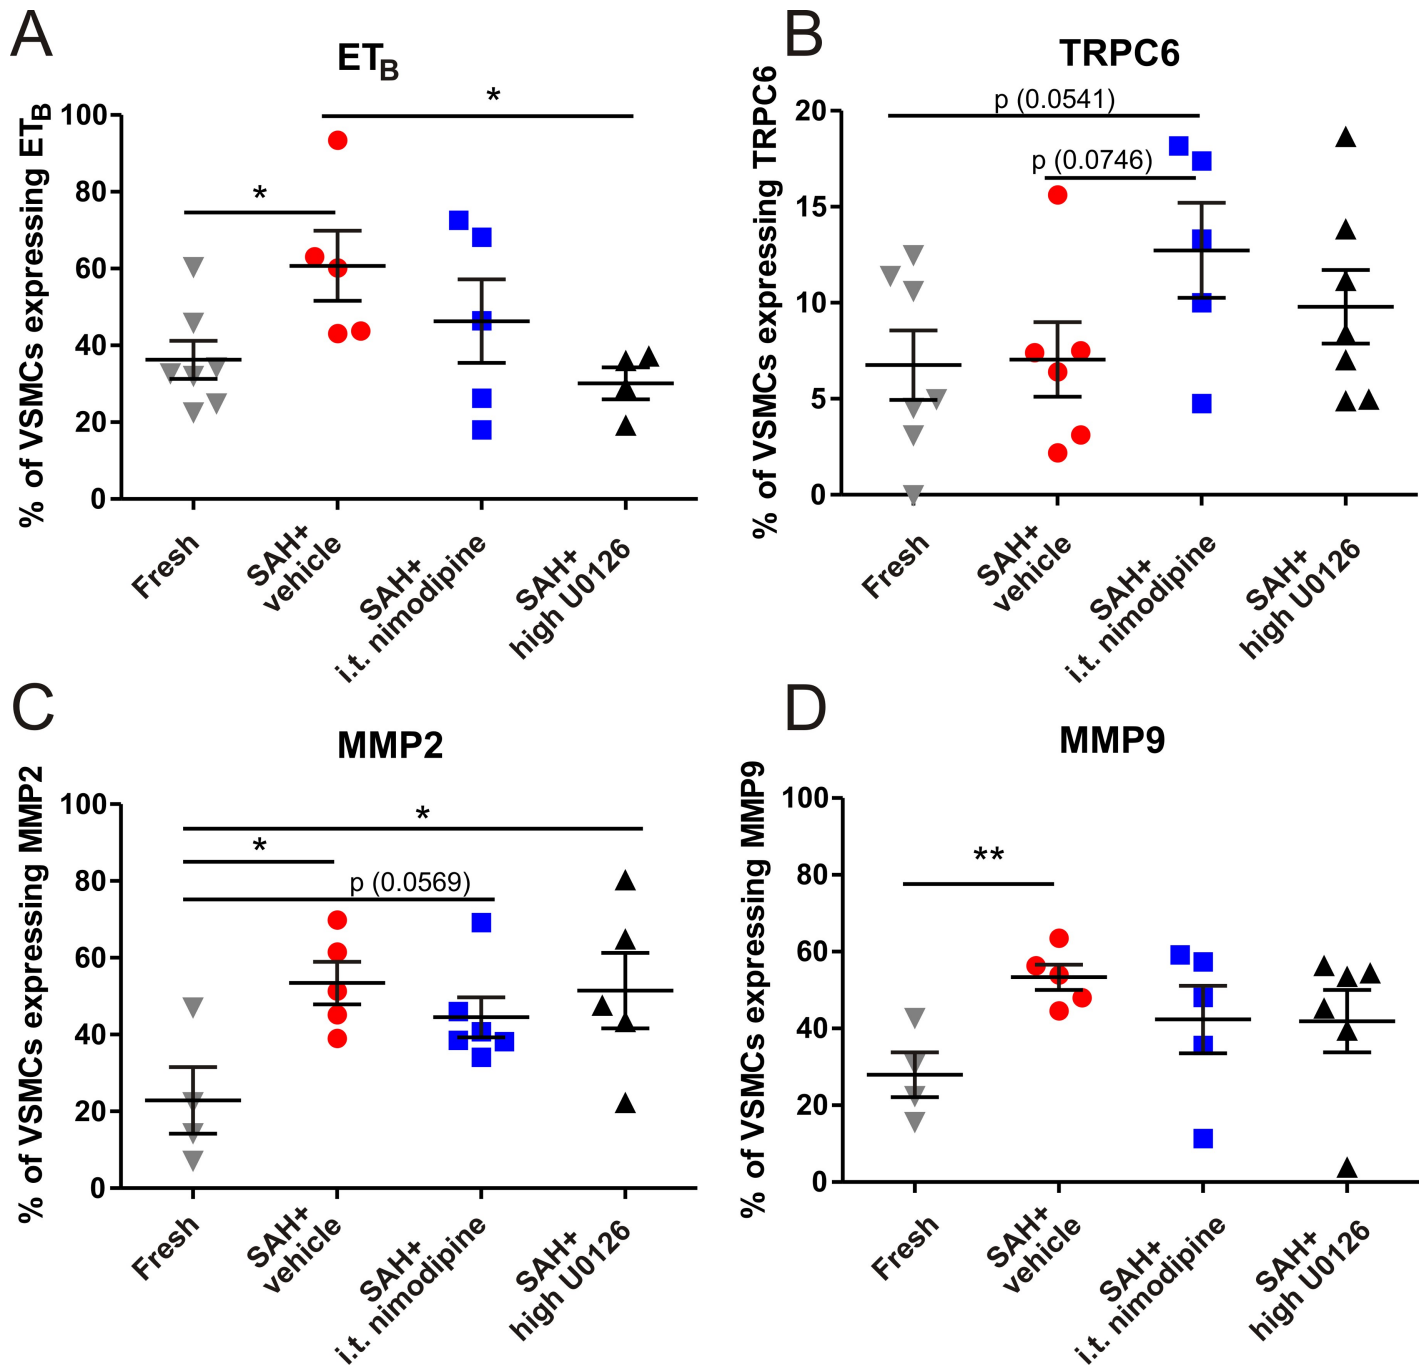 A
ETB
% of VSMCs expressing ETB
100
80
60
40
20
0
*
*
Fresh
SAH+
vehicle
SAH+
i.t. nimodipine
SAH+
high U0126
B
TRPC6
% of VSMCs expressing TRPC6
20
15
10
5
0
p (0.0541)
p (0.0746)
Fresh
SAH+
vehicle
SAH+
i.t. nimodipine
SAH+
high U0126
C
MMP2
% of VSMCs expressing MMP2
100
80
60
40
20
0
*
*
p (0.0569)
Fresh
SAH+
vehicle
SAH+
i.t. nimodipine
SAH+
high U0126
D
MMP9
% of VSMCs expressing MMP9
100
80
60
40
20
0
**
Fresh
SAH+
vehicle
SAH+
i.t. nimodipine
SAH+
high U0126